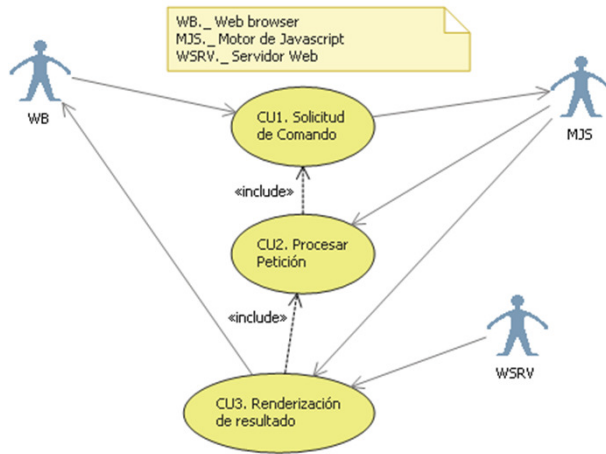 WB._ Web browser
MJS._ Motor de Javascript
WSRV._ Servidor Web
WB
CU1. Solicitud
de Comando
MJS
«include»
CU2. Procesar
Petición
«include»
WSRV
CU3. Renderización
de resultado